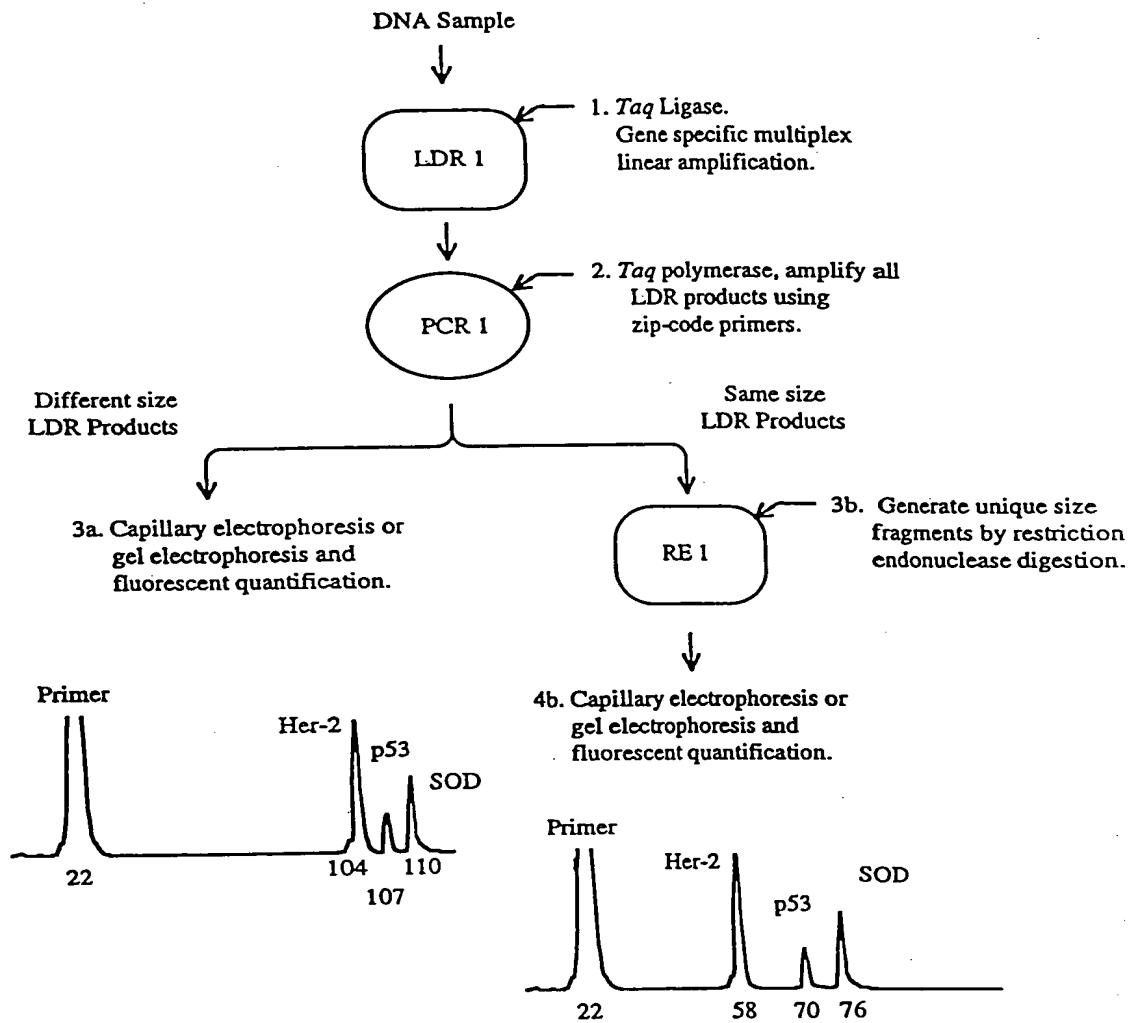 DNA Sample
LDR 1
1. Taq Ligase.
Gene specific multiplex
linear amplification.
PCR 1
2. Taq polymerase, amplify all
LDR products using
zip-code primers.
Different size
LDR Products
Same size
LDR Products
3a. Capillary electrophoresis or
gel electrophoresis and
fluorescent quantification.
RE 1
3b. Generate unique size
fragments by restriction
endonuclease digestion.
4b. Capillary electrophoresis or
gel electrophoresis and
fluorescent quantification.
Primer
Her-2
p53
SOD
22
104
107
110
Primer
Her-2
p53
SOD
22
58
70
76